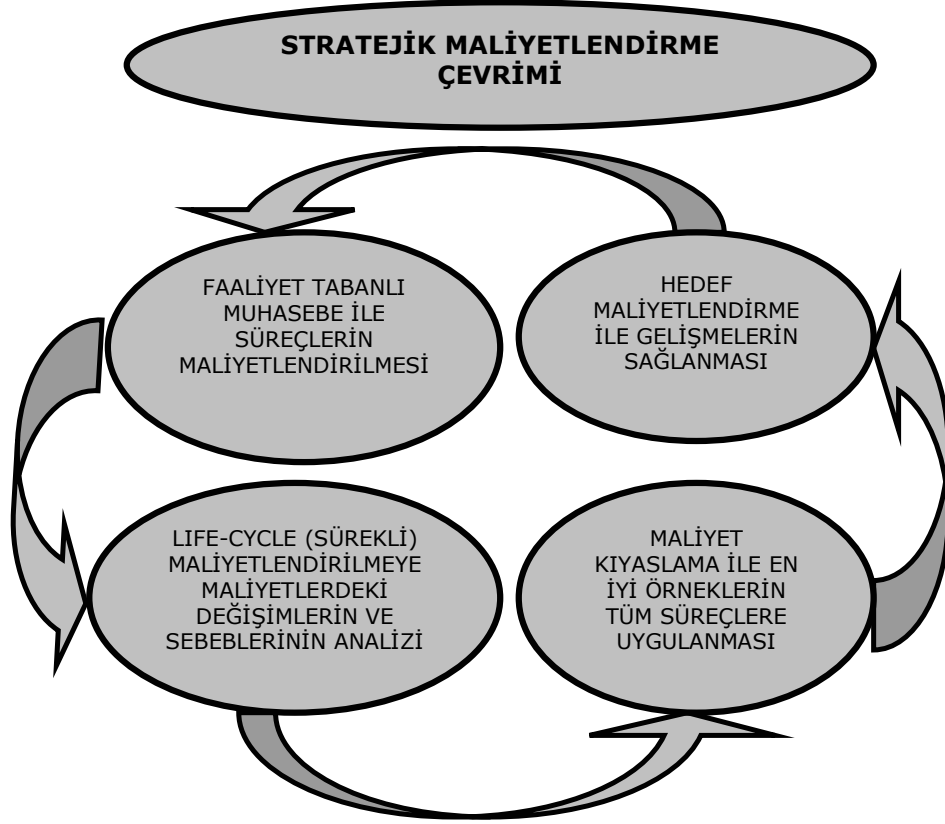 STRATEJİK MALİYETLENDİRME
ÇEVRİMİ
FAALİYET TABANLI
MUHASEBE İLE
SÜREÇLERİN
MALİYETLENDİRİLMESİ
HEDEF
MALİYETLENDİRME
İLE GELİŞMELERİN
SAĞLANMASI
LIFE-CYCLE (SÜREKLİ)
MALİYETLENDİRİLMEYE
MALİYETLERDEKİ
DEĞİŞİMLERİN VE
SEBEBLERİNİN ANALİZİ
MALİYET
KIYASLAMA İLE EN
İYİ ÖRNEKLERİN
TÜM SÜREÇLERE
UYGULANMASI